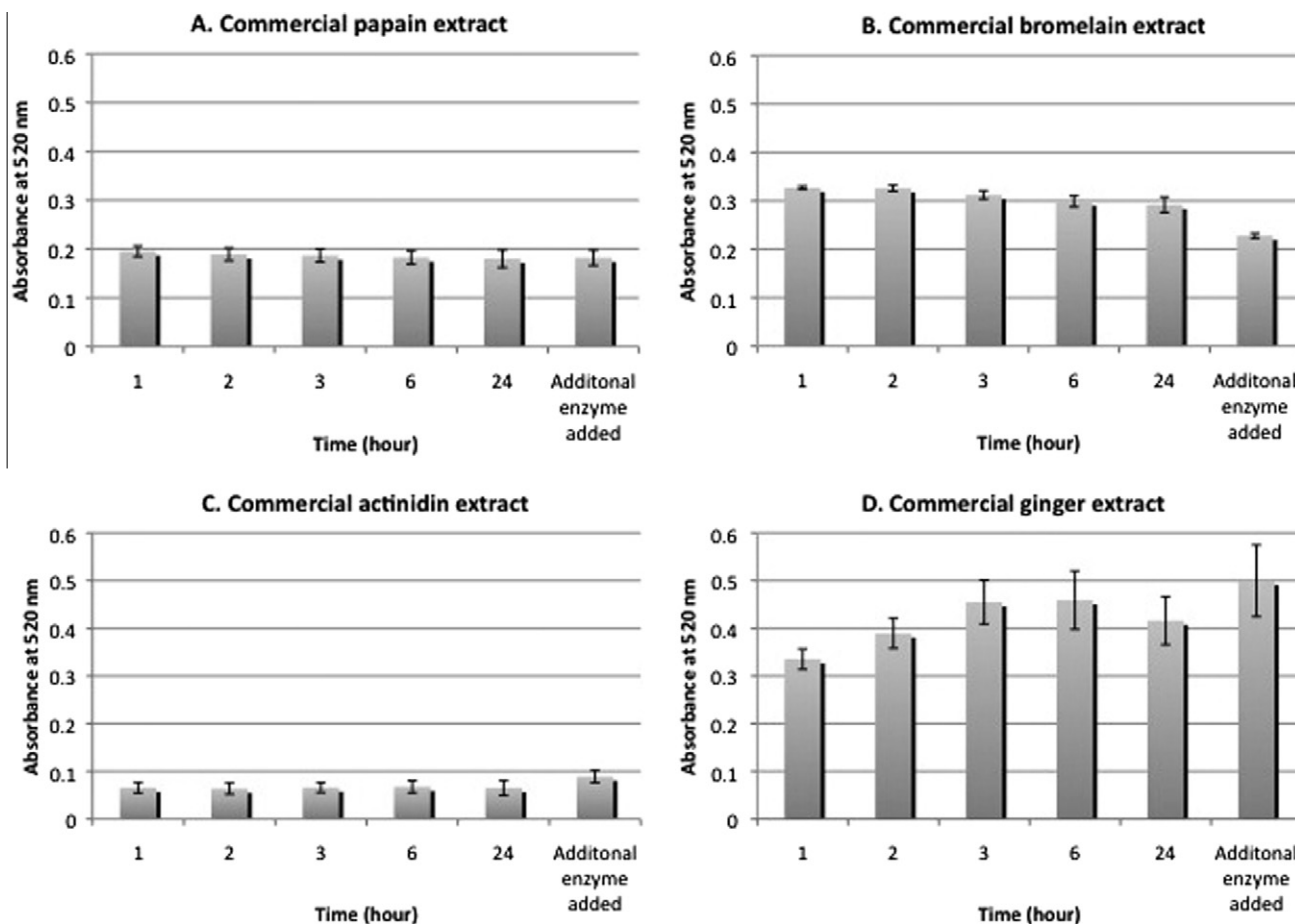 A. Commercial papain extract
Absorbance at 520 nm
0.6
0.5
0.4
0.3
0.2
0.1
0
1 2 3 6 24 Additonal
enzyme
added
Time (hour)
B. Commercial bromelain extract
Absorbance at 520 nm
0.6
0.5
0.4
0.3
0.2
0.1
0
1 2 3 6 24 Additonal
enzyme
added
Time (hour)
C. Commercial actinidin extract
Absorbance at 520 nm
0.6
0.5
0.4
0.3
0.2
0.1
0
1 2 3 6 24 Additonal
enzyme
added
Time (hour)
D. Commercial ginger extract
Absorbance at 520 nm
0.6
0.5
0.4
0.3
0.2
0.1
0
1 2 3 6 24 Additonal
enzyme
added
Time (hour)